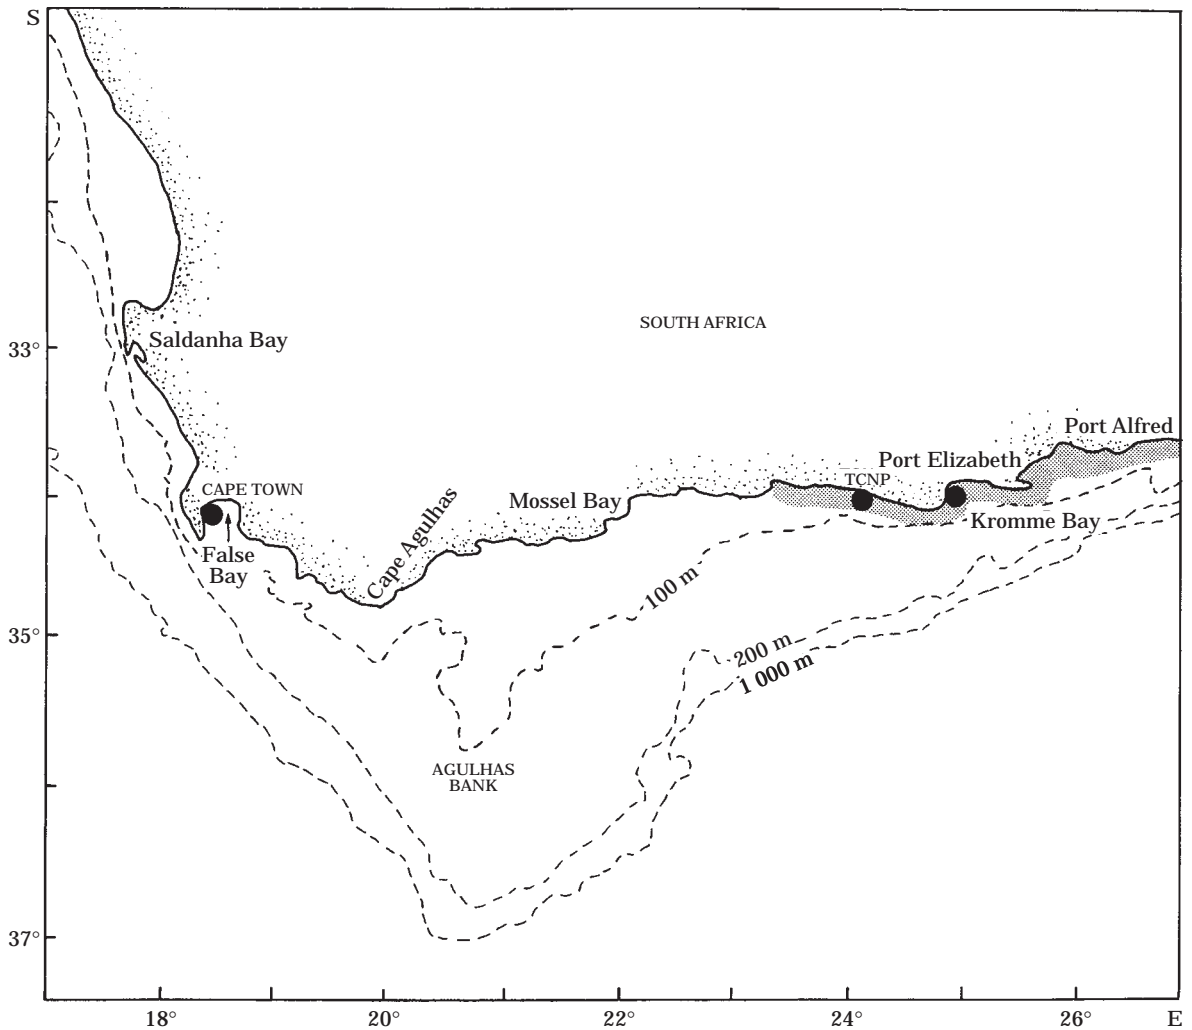 S
SOUTH AFRICA
Saldanha Bay
33°
Port Alfred
Port Elizabeth
TCNP
CAPE TOWN
Mossel Bay
Cape Agulhas
Kromme Bay
False
Bay
100 m
35°
200 m
1 000 m
AGULHAS
BANK
37°
18°
20°
22°
24°
26°
E